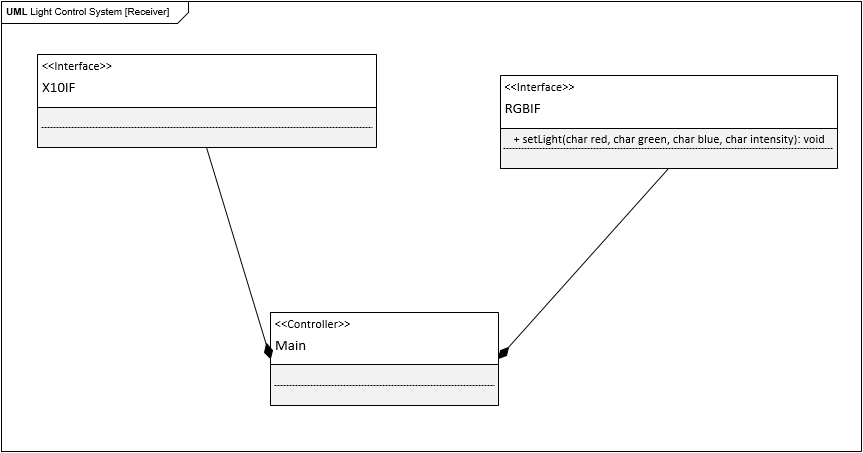 UML Light Control System [Receiver]
<<Interface>>
X10IF
<<Interface>>
RGBIF
+ setLight(char red, char green, char blue, char intensity): void
<<Controller>>
Main